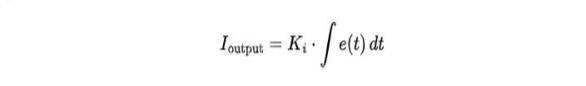 I_output = K_i · ∫ e(t) dt